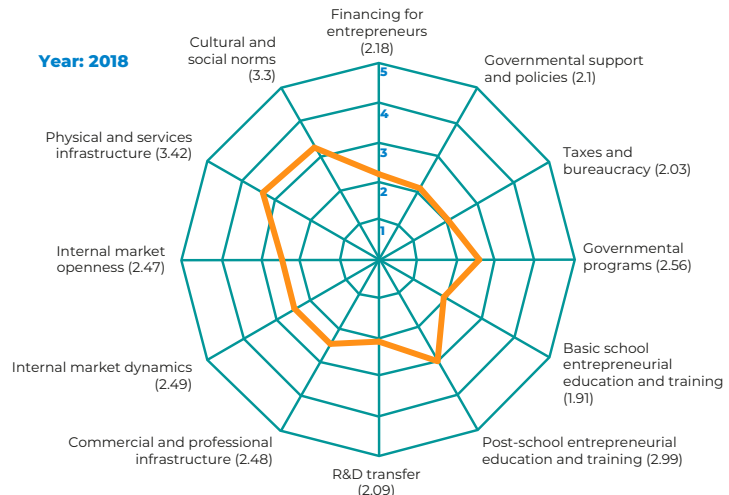 Year: 2018
Financing for
entrepreneurs
(2.18)
Governmental support
and policies (2.1)
Taxes and
bureaucracy (2.03)
Governmental
programs (2.56)
Basic school
entrepreneurial
education and training
(1.91)
Post-school entrepreneurial
education and training (2.99)
R&D transfer
(2.09)
Commercial and professional
infrastructure (2.48)
Internal market dynamics
(2.49)
Internal market
openness (2.47)
Physical and services
infrastructure (3.42)
Cultural and
social norms
(3.3)
5
4
3
2
1